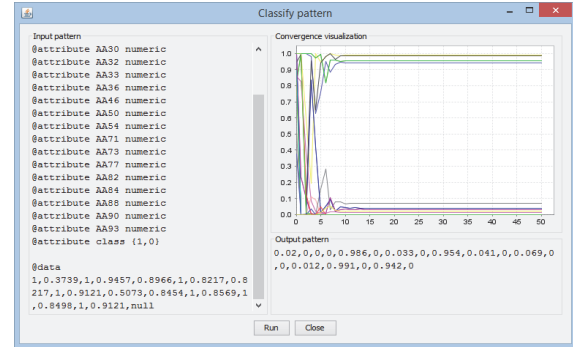 Classify pattern
Input pattern
@attribute AA30 numeric
@attribute AA32 numeric
@attribute AA33 numeric
@attribute AA36 numeric
@attribute AA46 numeric
@attribute AA50 numeric
@attribute AA54 numeric
@attribute AA71 numeric
@attribute AA73 numeric
@attribute AA77 numeric
@attribute AA82 numeric
@attribute AA84 numeric
@attribute AA88 numeric
@attribute AA90 numeric
@attribute AA93 numeric
@attribute class {1,0}
@data
1,0.3739,1,0.9457,0.8966,1,0.8217,0.8
217,1,0.9121,0.5073,0.8454,1,0.8569,1
,0.8498,1,0.9121,null
Convergence visualization
1.0
0.9
0.8
0.7
0.6
0.5
0.4
0.3
0.2
0.1
0.0
0 5 10 15 20 25 30 35 40 45 50
Output pattern
0.02,0,0,0,0.986,0,0.033,0,0.954,0.041,0,0.069,0
,0,0.012,0.991,0,0.942,0
Run Close